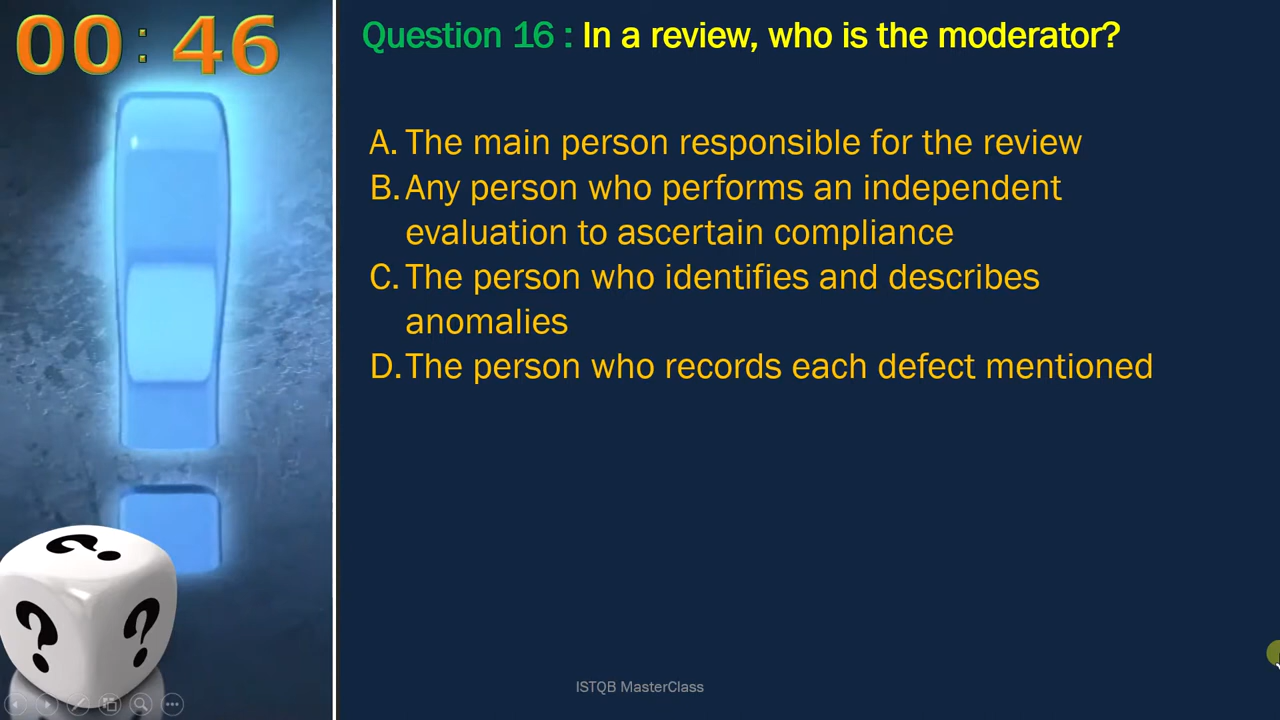 00:46
Question 16 : In a review, who is the moderator?
A. The main person responsible for the review
B. Any person who performs an independent
evaluation to ascertain compliance
C. The person who identifies and describes
anomalies
D. The person who records each defect mentioned
? ? ?
ISTQB MasterClass